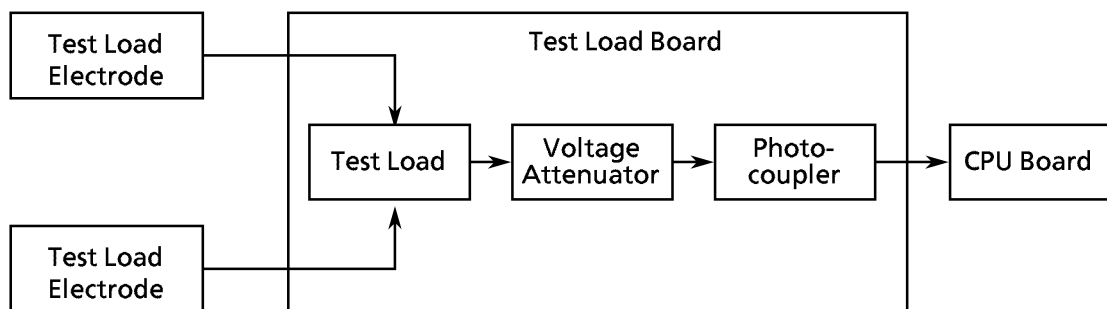 Test Load
Electrode
Test Load Board
Test Load
Voltage
Attenuator
Photo-
coupler
CPU Board
Test Load
Electrode